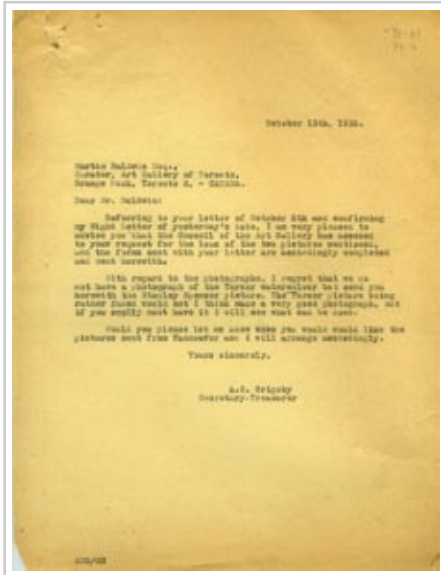 October 13th, 1938.
Martin Baldwin Esq.,
Curator, Art Gallery of Toronto,
Grange Park, Toronto 2, - CANADA.
Dear Mr. Baldwin:
Referring to your letter of October 8th and confirming
my Night Letter of yesterday's date, I am very pleased to
advise you that the Council of the Art Gallery has acceded
to your request for the loan of the two pictures mentioned,
and the forms sent with your letter are accordingly completed
and sent herewith.
With regard to the photographs, I regret that we do
not have a photograph of the Turner watercolour but send you
herewith the Stanley Spencer picture. The Turner picture being
rather faded would not I think make a very good photograph, but
if you really must have it I will see what can be done.
Would you please let me know when you would like the
pictures sent from Vancouver and I will arrange accordingly.
Yours sincerely,
A.S. Grigsby
Secretary-Treasurer